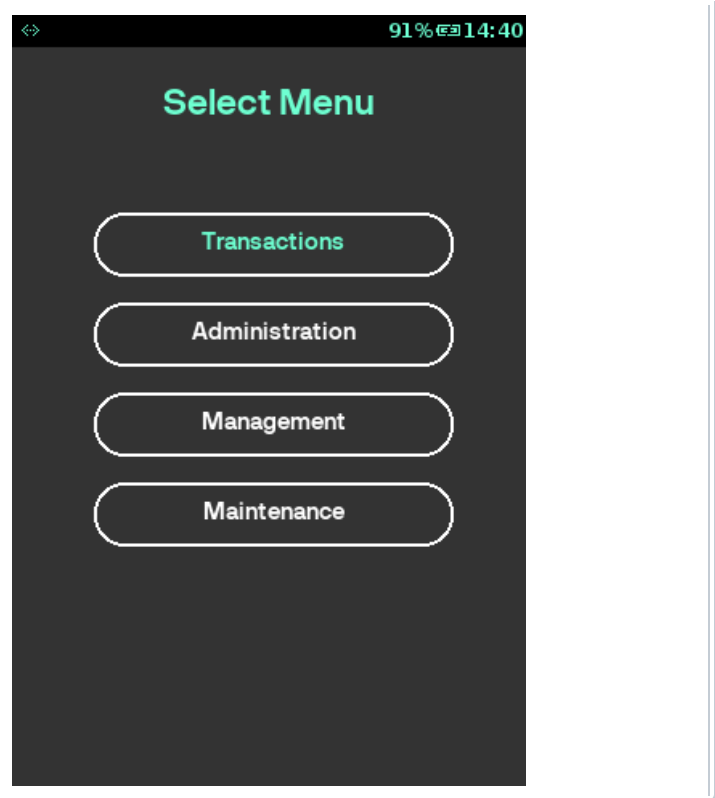 91% 14:40
Select Menu
Transactions
Administration
Management
Maintenance